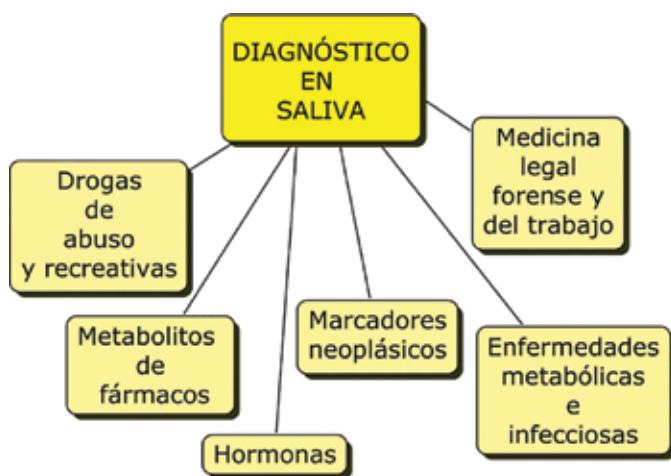 DIAGNÓSTICO
EN
SALIVA
Drogas
de
abuso
y recreativas
Metabolitos
de
fármacos
Hormonas
Marcadores
neoplásicos
Enfermedades
metabólicas
e
infecciosas
Medicina
legal
forense y
del trabajo